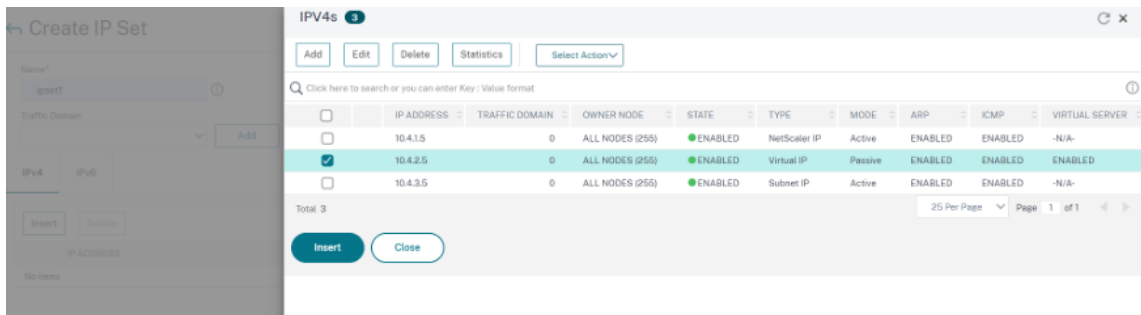 Create IP Set
Name*
ipset1
Traffic Domain
Add
IPv4 IPv6
Insert Delete
IP ADDRESS
No items
IPV4s 3
Add Edit Delete Statistics Select Action
Click here to search or you can enter Key : Value format
IP ADDRESS TRAFFIC DOMAIN OWNER NODE STATE TYPE MODE ARP ICMP VIRTUAL SERVER
10.4.1.5 0 ALL NODES (255) ENABLED NetScaler IP Active ENABLED ENABLED -N/A-
10.4.2.5 0 ALL NODES (255) ENABLED Virtual IP Passive ENABLED ENABLED ENABLED
10.4.3.5 0 ALL NODES (255) ENABLED Subnet IP Active ENABLED ENABLED -N/A-
Total 3 25 Per Page Page 1 of 1
Insert Close